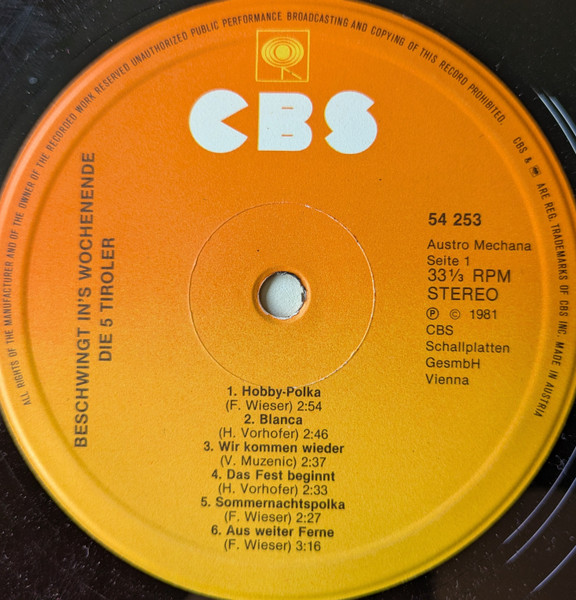 ALL RIGHTS OF THE MANUFACTURER AND OF THE OWNER OF THE RECORDED WORK RESERVED UNAUTHORIZED PUBLIC PERFORMANCE BROADCASTING AND COPYING OF THIS RECORD PROHIBITED.
CBS & ARE REG. TRADEMARKS OF CBS INC. MADE IN AUSTRIA
CBS
BESCHWINGT IN'S WOCHENENDE
DIE 5 TIROLER
54 253
Austro Mechana
Seite 1
33⅓ RPM
STEREO
Ⓟ © 1981
CBS
Schallplatten
GesmbH
Vienna
1. Hobby-Polka
(F. Wieser) 2:54
2. Blanca
(H. Vorhofer) 2:46
3. Wir kommen wieder
(V. Muzenic) 2:37
4. Das Fest beginnt
(H. Vorhofer) 2:33
5. Sommernachtspolka
(F. Wieser) 2:27
6. Aus weiter Ferne
(F. Wieser) 3:16